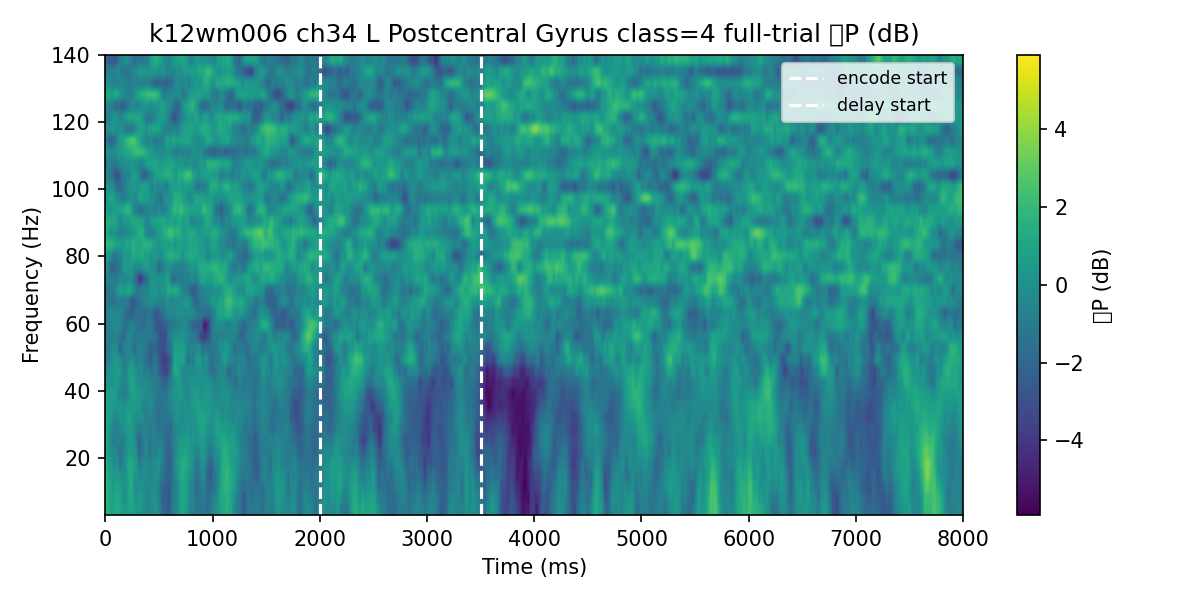 k12wm006 ch34 L Postcentral Gyrus class=4 full-trial ▯P (dB)
encode start
delay start
140
120
100
80
60
40
20
Frequency (Hz)
0 1000 2000 3000 4000 5000 6000 7000 8000
Time (ms)
4
2
0
−2
−4
▯P (dB)